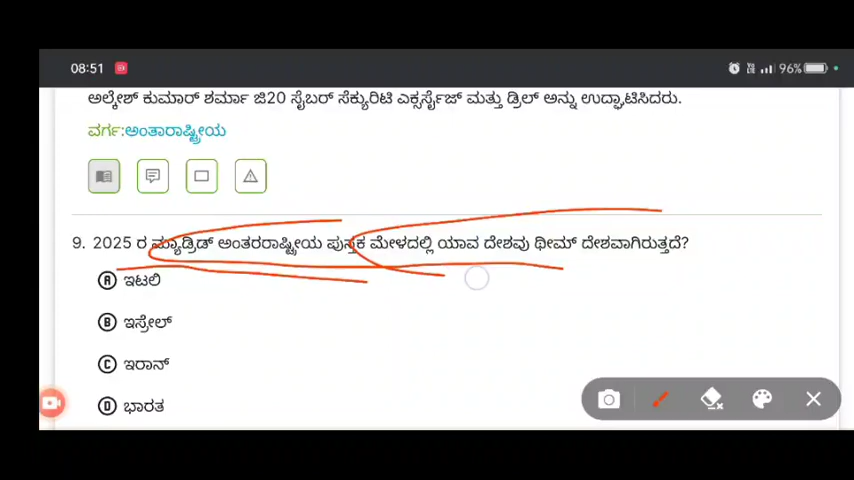 08:51
96%
ಅಲ್ಕೇಶ್ ಕುಮಾರ್ ಶರ್ಮಾ ಜಿ20 ಸೈಬರ್ ಸೆಕ್ಯುರಿಟಿ ಎಕ್ಸರ್ಸೈಜ್ ಮತ್ತು ಡ್ರಿಲ್ ಅನ್ನು ಉದ್ಘಾಟಿಸಿದರು.
ವರ್ಗ:ಅಂತಾರಾಷ್ಟ್ರೀಯ
9. 2025 ರ ಮ್ಯಾಡ್ರಿಡ್ ಅಂತರರಾಷ್ಟ್ರೀಯ ಪುಸ್ತಕ ಮೇಳದಲ್ಲಿ ಯಾವ ದೇಶವು ಥೀಮ್ ದೇಶವಾಗಿರುತ್ತದೆ?
A ಇಟಲಿ
B ಇಸ್ರೇಲ್
C ಇರಾನ್
D ಭಾರತ